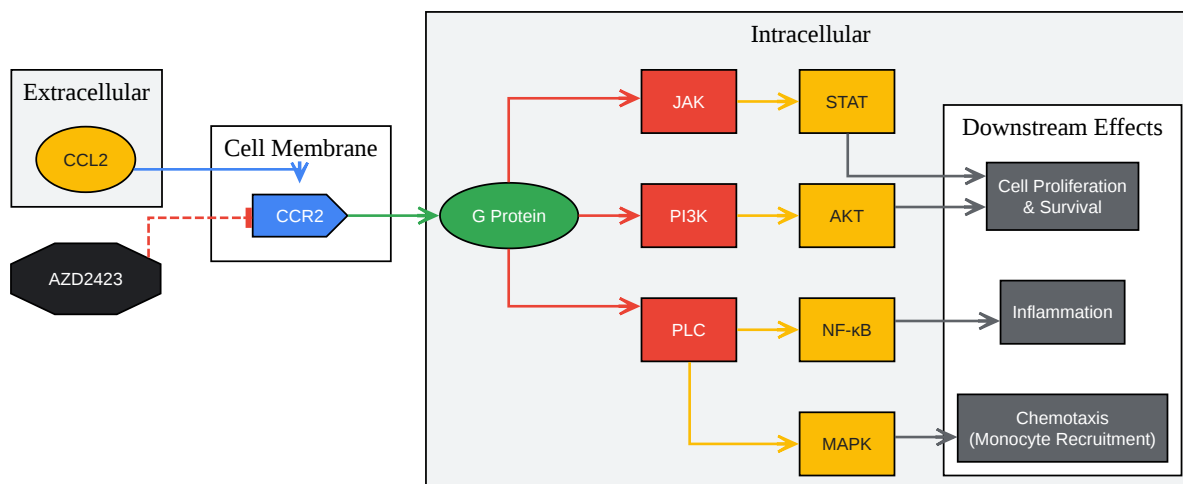 Extracellular
CCL2
AZD2423
Cell Membrane
CCR2
Intracellular
G Protein
JAK
STAT
PI3K
AKT
PLC
NF-κB
MAPK
Downstream Effects
Cell Proliferation
& Survival
Inflammation
Chemotaxis
(Monocyte Recruitment)